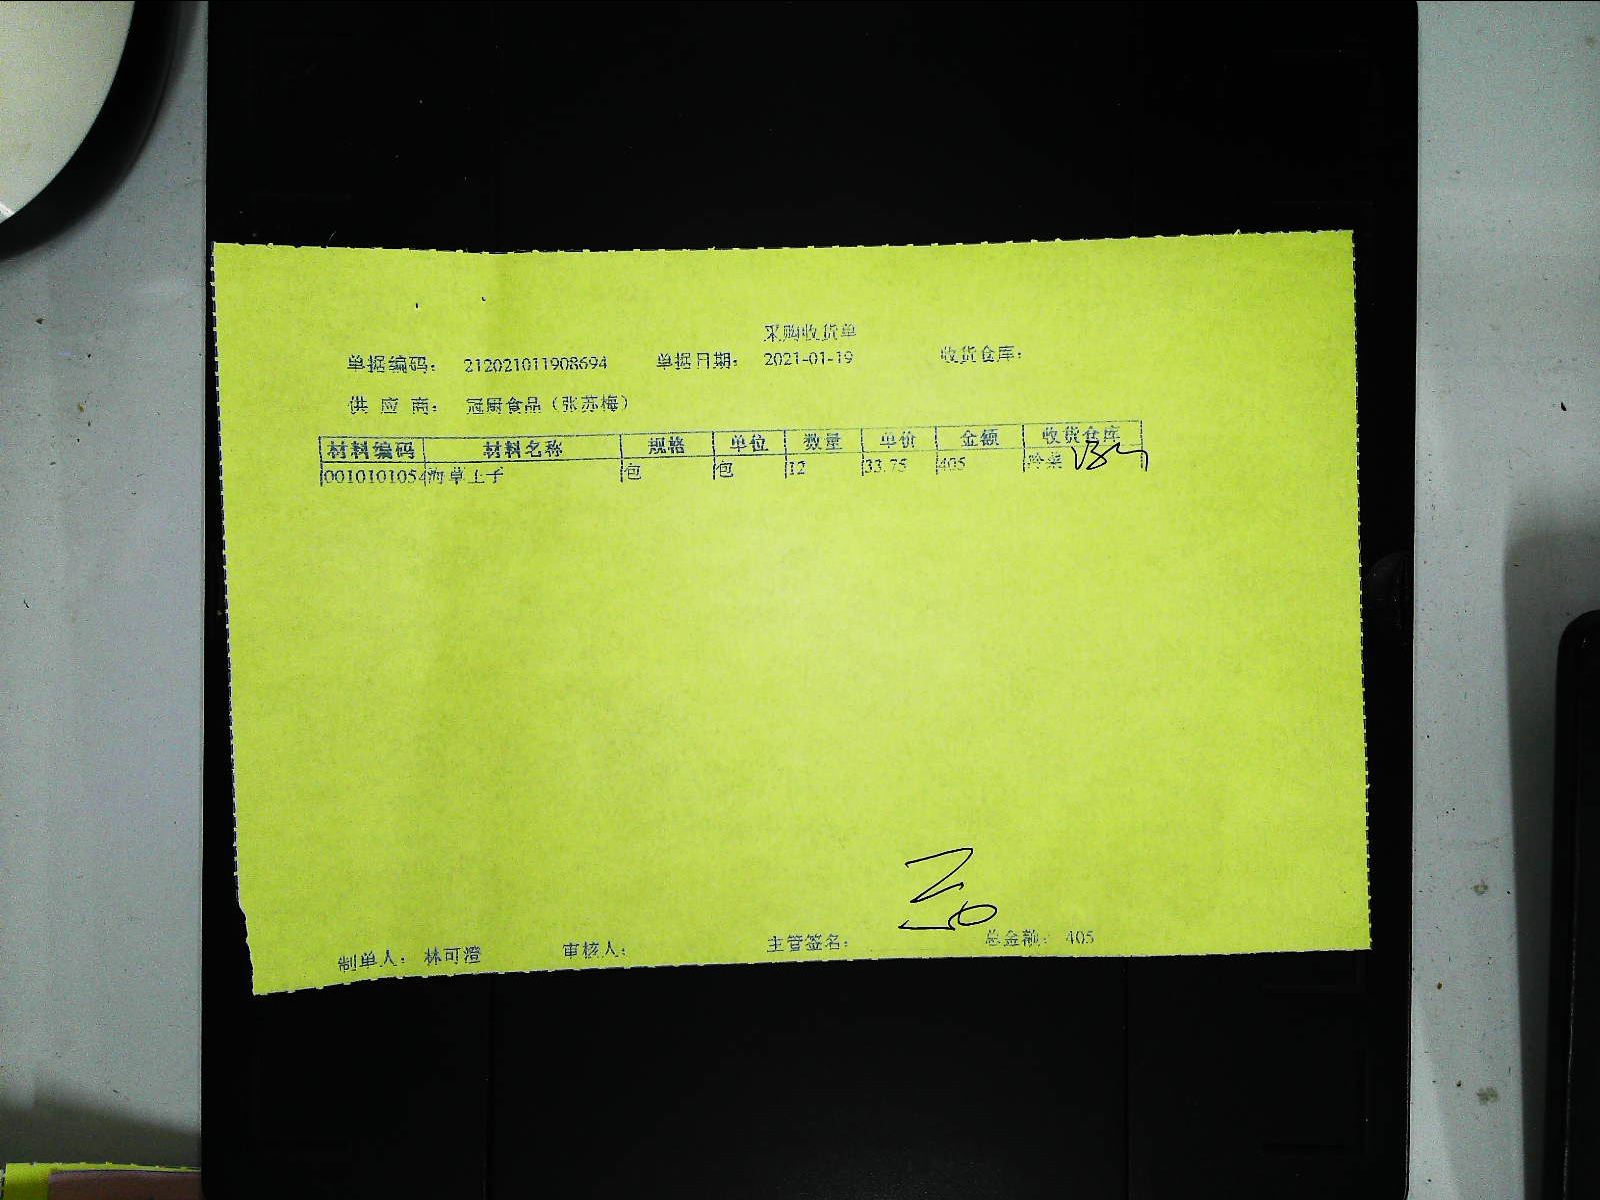 采购收货单
单据编码： 212021011908694 单据日期： 2021-01-19 收货仓库：
供 应 商： 冠厨食品（张苏梅）
材料编码 材料名称 规格 单位 数量 单价 金额 收货仓库
0010101054 包 包 12 33.75 405 冷菜
制单人： 林可澄 审核人： 主管签名： 总金额： 405